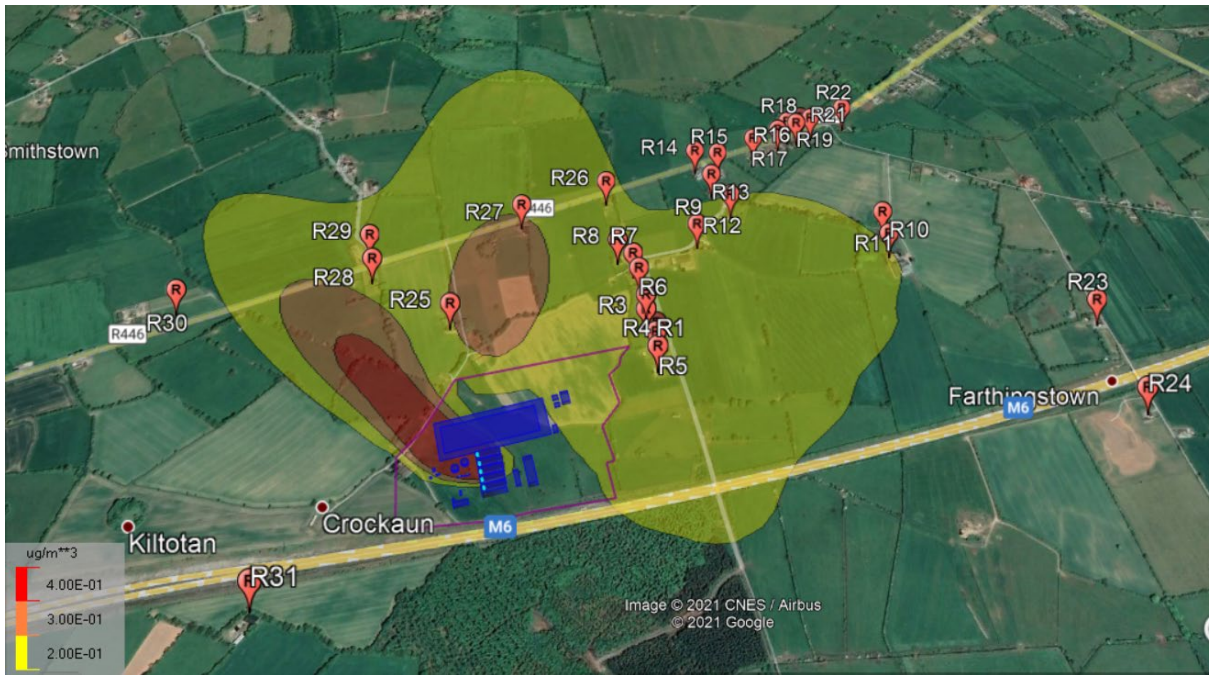 R22
R18
R21
R15
R16
R19
R14
R17
Smithstown
R26
R13
R27
446
R9
R12
R10
R29
R8
R7
R11
R28
R6
R25
R3
R23
R30
R446
R4
R1
R5
R24
Farthingstown
M6
Crockaun
M6
Kiltotan
ug/m**3
R31
4.00E-01
3.00E-01
2.00E-01
Image © 2021 CNES / Airbus
© 2021 Google